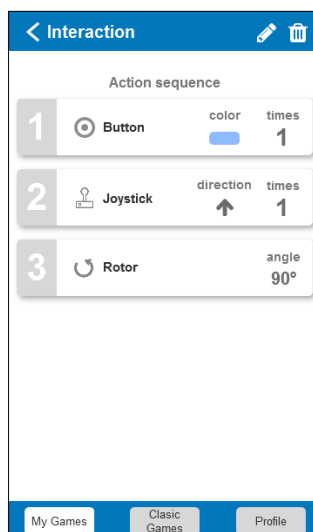 Interaction
Action sequence
1 Button color times 1
2 Joystick direction times 1
3 Rotor angle 90º
My Games
Clasic
Games
Profile